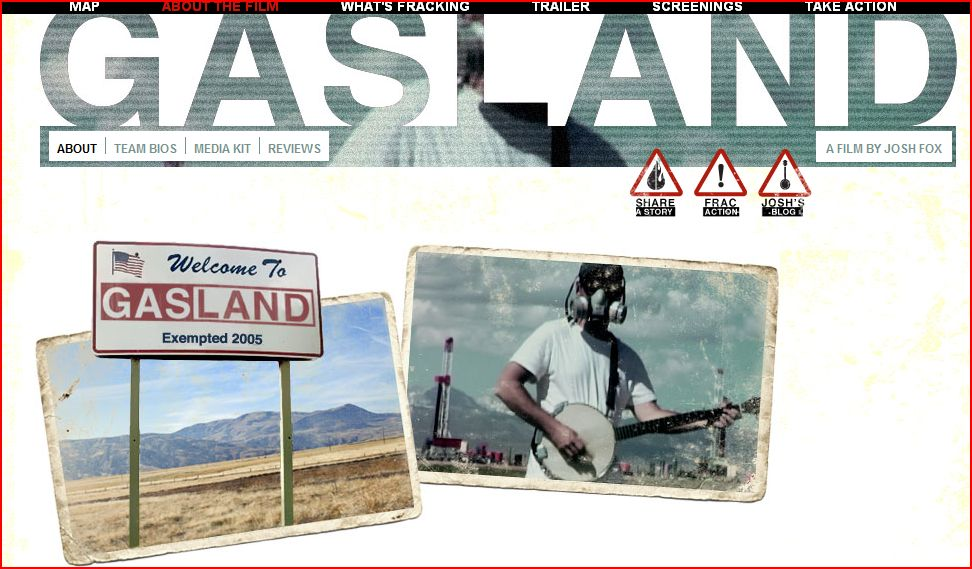 MAP ABOUT THE FILM WHAT'S FRACKING TRAILER SCREENINGS TAKE ACTION
GASLAND
ABOUT TEAM BIOS MEDIA KIT REVIEWS A FILM BY JOSH FOX
SHARE FRAC JOSH'S
A STORY ACTION BLOG
Welcome To
GASLAND
Exempted 2005